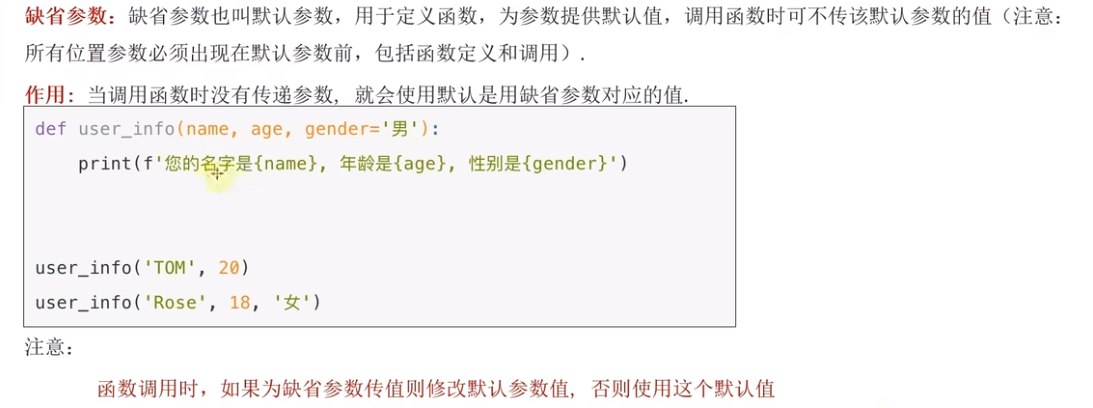 缺省参数：缺省参数也叫默认参数，用于定义函数，为参数提供默认值，调用函数时可不传该默认参数的值（注意：
所有位置参数必须出现在默认参数前，包括函数定义和调用）.
作用：当调用函数时没有传递参数, 就会使用默认是用缺省参数对应的值.
def user_info(name, age, gender='男'):
    print(f'您的名字是{name}, 年龄是{age}, 性别是{gender}')
user_info('TOM', 20)
user_info('Rose', 18, '女')
注意：
函数调用时，如果为缺省参数传值则修改默认参数值, 否则使用这个默认值